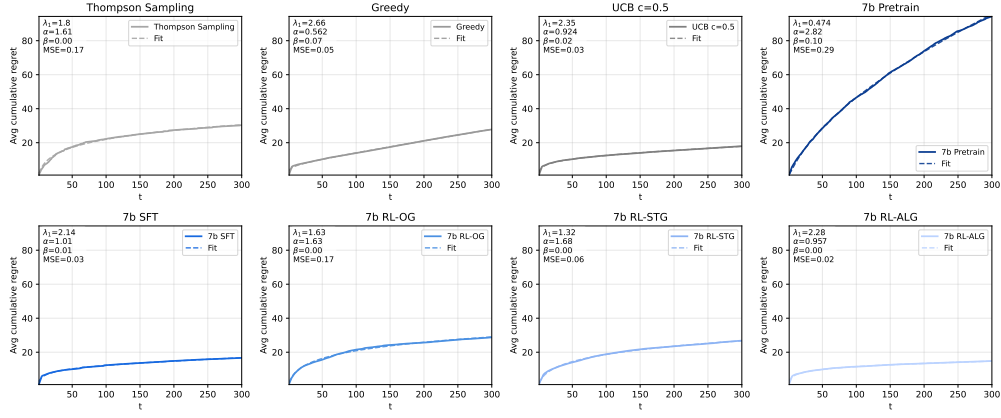 Thompson Sampling
λ1=1.8
α=1.61
β=0.00
MSE=0.17
Thompson Sampling
Fit
Avg cumulative regret
80
60
40
20
50 100 150 200 250 300
t
Greedy
λ1=2.66
α=0.562
β=0.07
MSE=0.05
Greedy
Fit
Avg cumulative regret
80
60
40
20
50 100 150 200 250 300
t
UCB c=0.5
λ1=2.35
α=0.924
β=0.02
MSE=0.03
UCB c=0.5
Fit
Avg cumulative regret
80
60
40
20
50 100 150 200 250 300
t
7b Pretrain
λ1=0.474
α=2.82
β=0.10
MSE=0.29
7b Pretrain
Fit
Avg cumulative regret
80
60
40
20
50 100 150 200 250 300
t
7b SFT
λ1=2.14
α=1.01
β=0.01
MSE=0.03
7b SFT
Fit
Avg cumulative regret
80
60
40
20
50 100 150 200 250 300
t
7b RL-OG
λ1=1.63
α=1.63
β=0.00
MSE=0.17
7b RL-OG
Fit
Avg cumulative regret
80
60
40
20
50 100 150 200 250 300
t
7b RL-STG
λ1=1.32
α=1.68
β=0.00
MSE=0.06
7b RL-STG
Fit
Avg cumulative regret
80
60
40
20
50 100 150 200 250 300
t
7b RL-ALG
λ1=2.28
α=0.957
β=0.00
MSE=0.02
7b RL-ALG
Fit
Avg cumulative regret
80
60
40
20
50 100 150 200 250 300
t